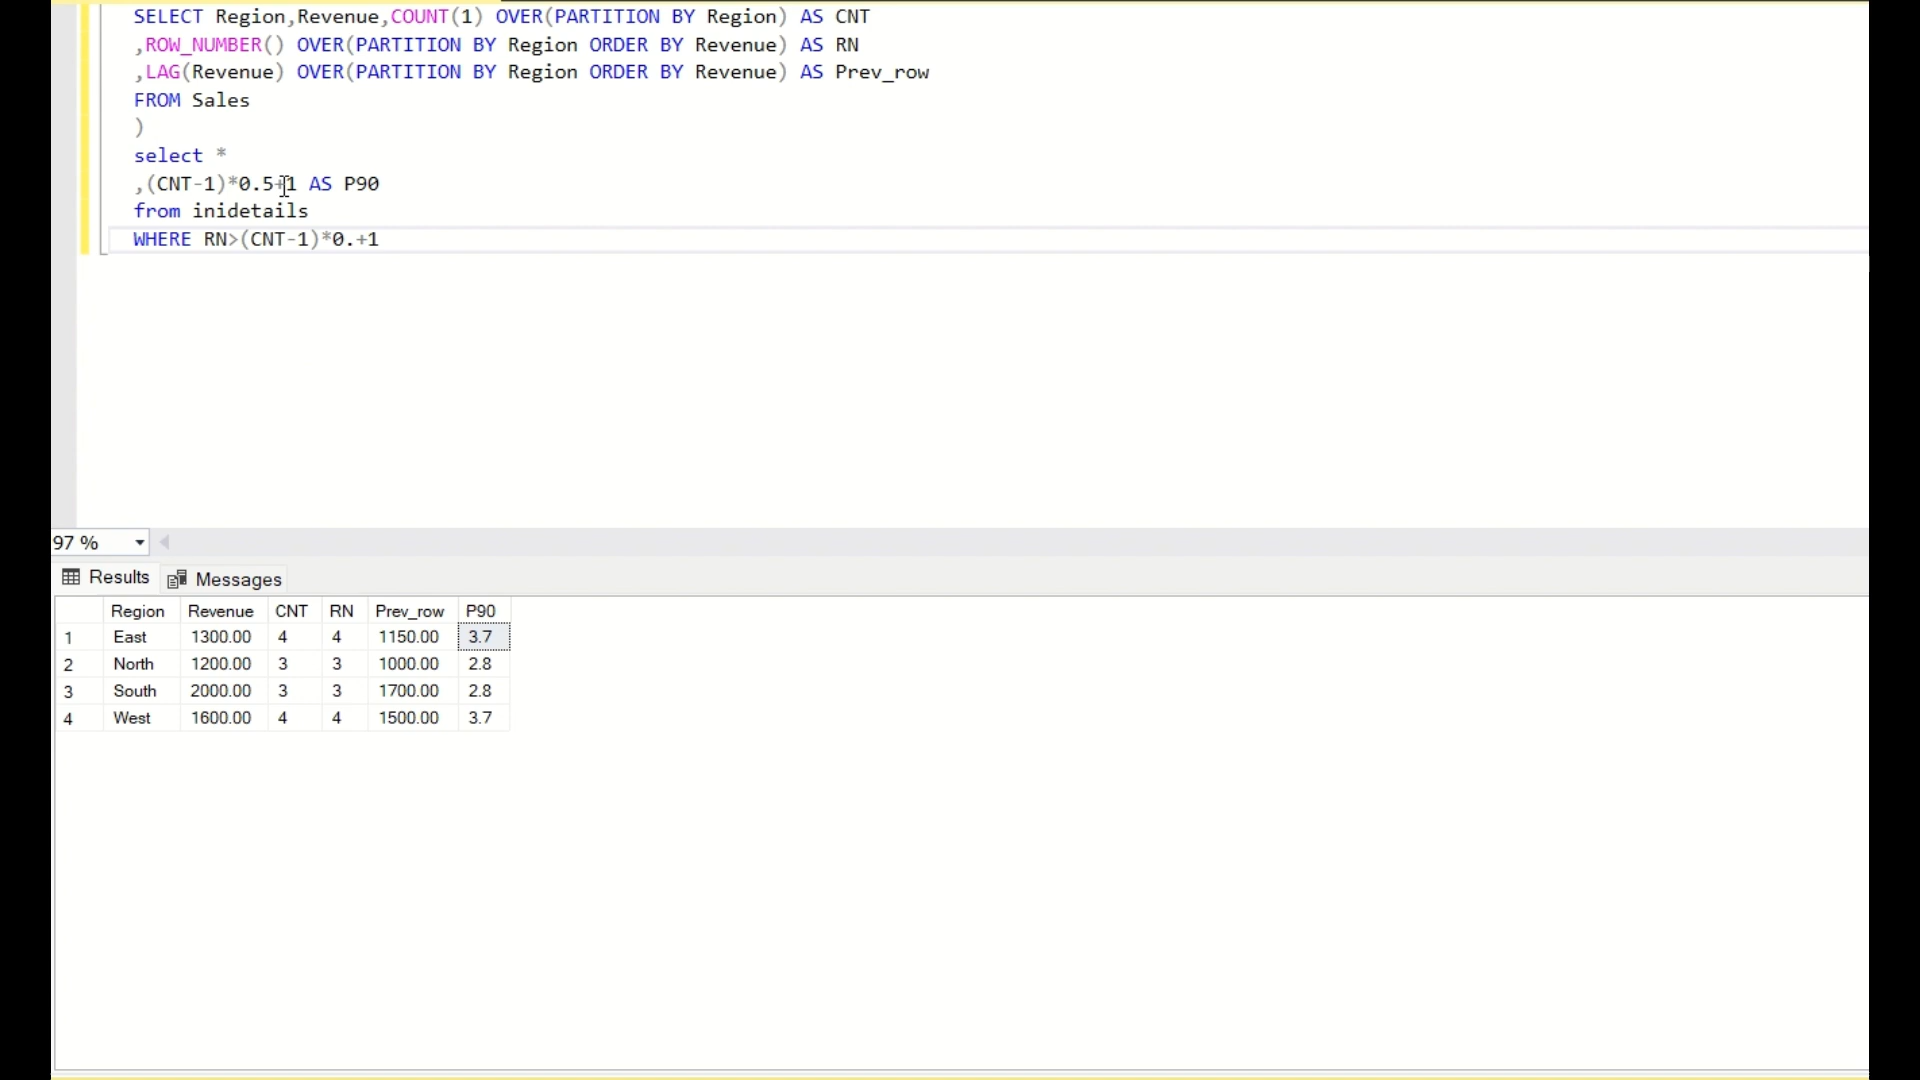 SELECT Region,Revenue,COUNT(1) OVER(PARTITION BY Region) AS CNT
,ROW_NUMBER() OVER(PARTITION BY Region ORDER BY Revenue) AS RN
,LAG(Revenue) OVER(PARTITION BY Region ORDER BY Revenue) AS Prev_row
FROM Sales
)
select *
,(CNT-1)*0.5+1 AS P90
from inidetails
WHERE RN>(CNT-1)*0.+1
97 %
Results Messages
Region Revenue CNT RN Prev_row P90
1 East 1300.00 4 4 1150.00 3.7
2 North 1200.00 3 3 1000.00 2.8
3 South 2000.00 3 3 1700.00 2.8
4 West 1600.00 4 4 1500.00 3.7